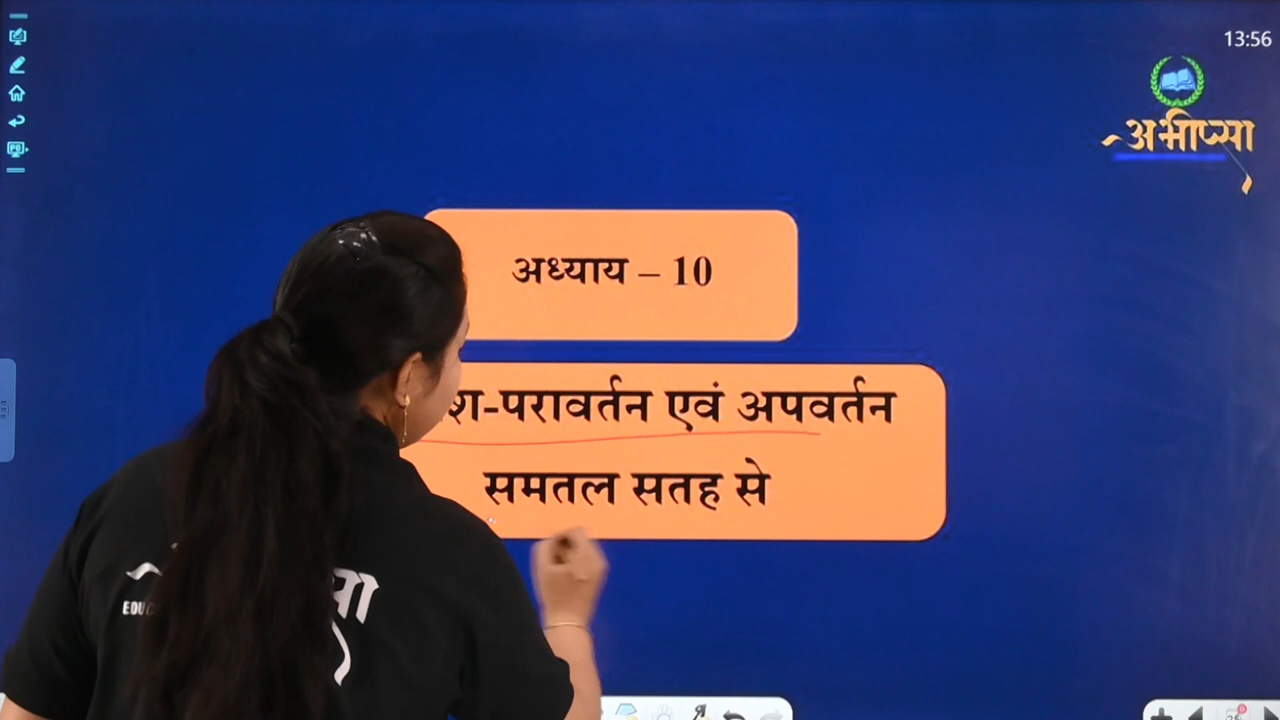 13:56
अभीप्सा
अध्याय – 10
श-परावर्तन एवं अपवर्तन
समतल सतह से